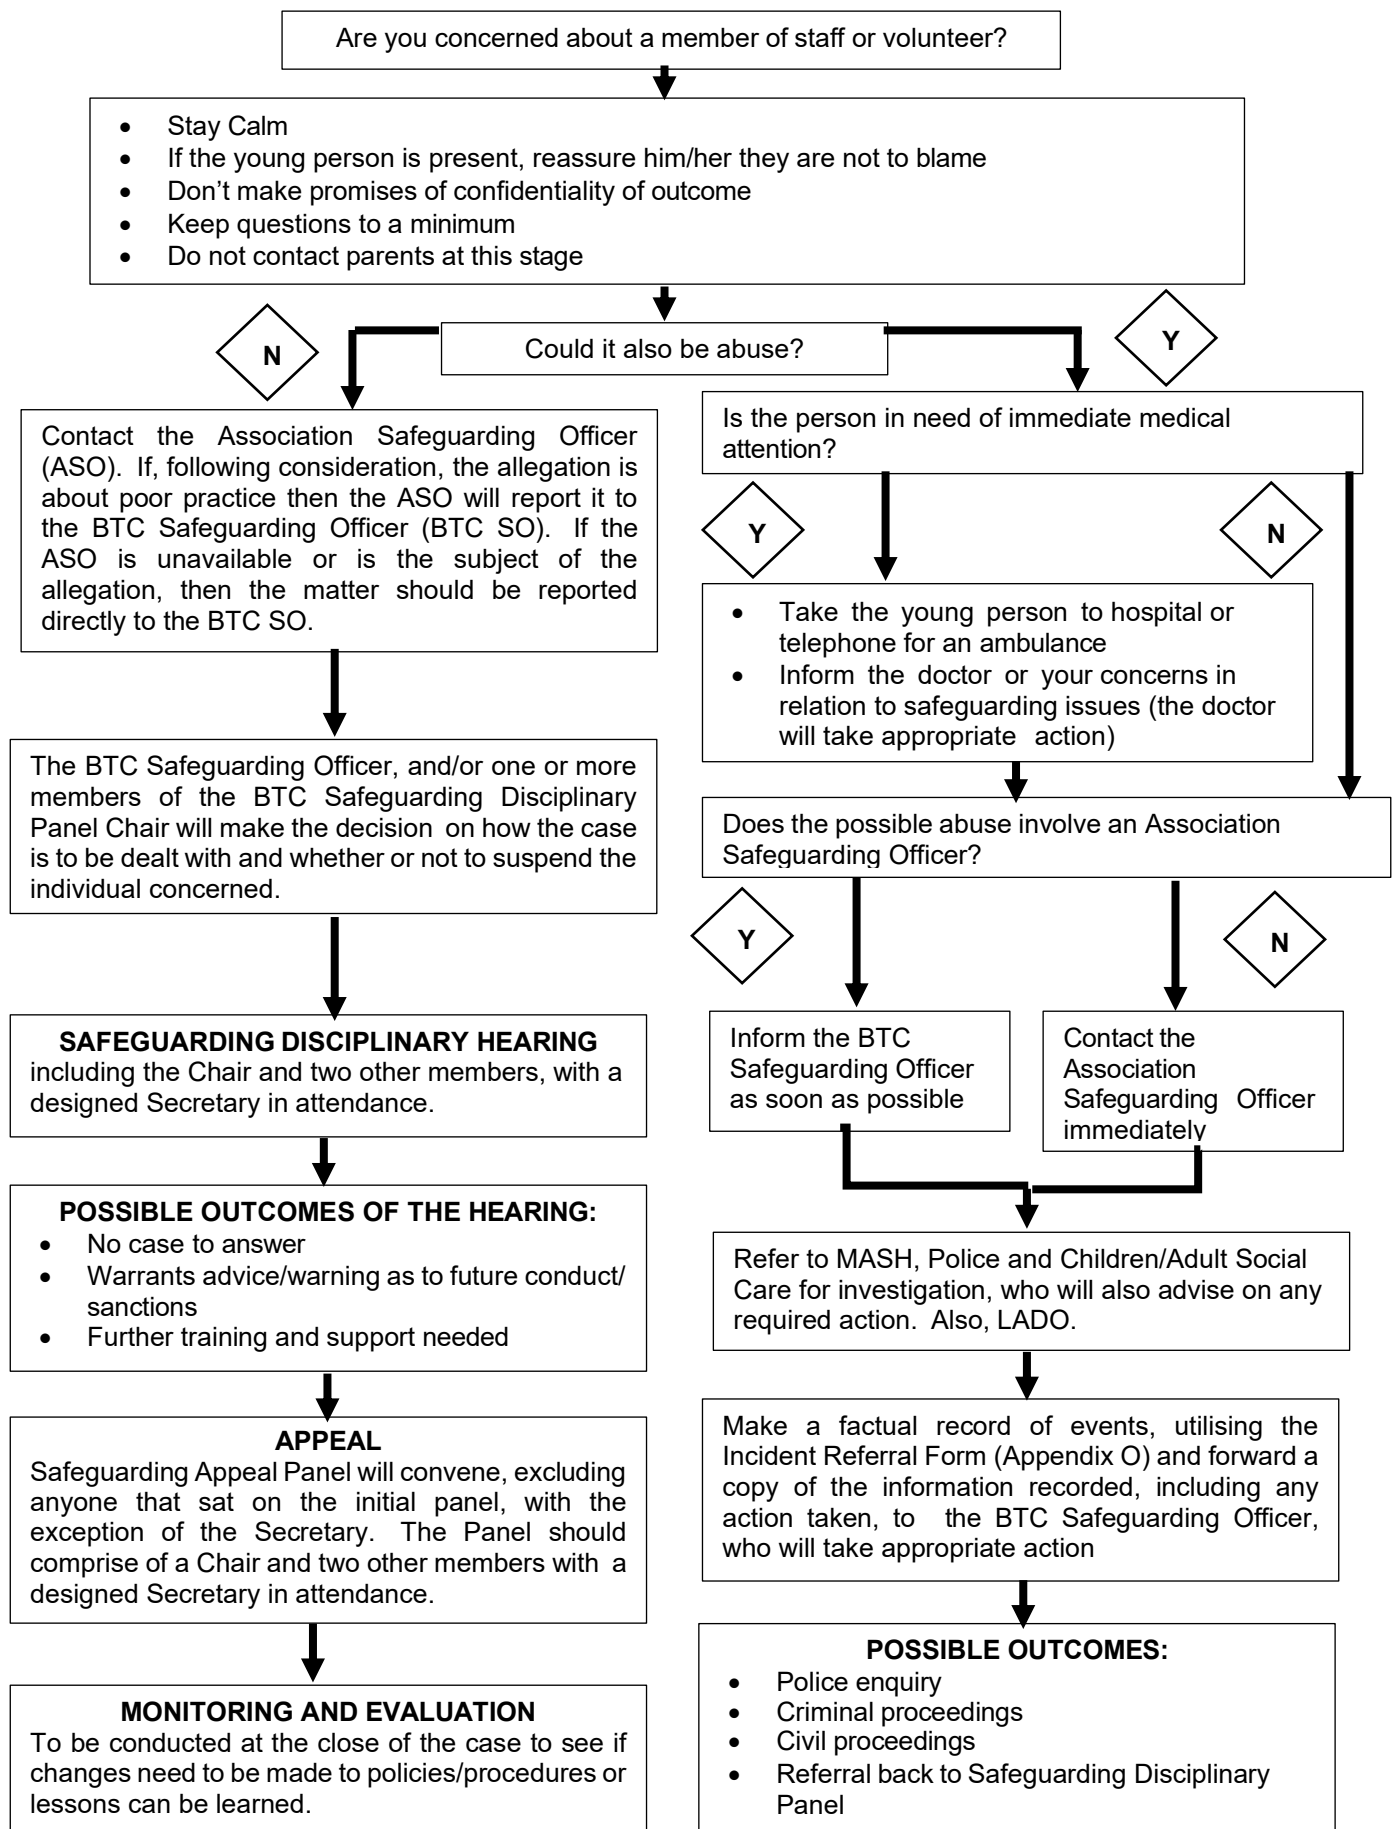 Are you concerned about a member of staff or volunteer?
• Stay Calm
• If the young person is present, reassure him/her they are not to blame
• Don’t make promises of confidentiality of outcome
• Keep questions to a minimum
• Do not contact parents at this stage
N
Could it also be abuse?
Y
Contact the Association Safeguarding Officer
(ASO). If, following consideration, the allegation is
about poor practice then the ASO will report it to
the BTC Safeguarding Officer (BTC SO). If the
ASO is unavailable or is the subject of the
allegation, then the matter should be reported
directly to the BTC SO.
The BTC Safeguarding Officer, and/or one or more
members of the BTC Safeguarding Disciplinary
Panel Chair will make the decision on how the case
is to be dealt with and whether or not to suspend the
individual concerned.
SAFEGUARDING DISCIPLINARY HEARING
including the Chair and two other members, with a
designed Secretary in attendance.
POSSIBLE OUTCOMES OF THE HEARING:
• No case to answer
• Warrants advice/warning as to future conduct/
sanctions
• Further training and support needed
APPEAL
Safeguarding Appeal Panel will convene, excluding
anyone that sat on the initial panel, with the
exception of the Secretary. The Panel should
comprise of a Chair and two other members with a
designed Secretary in attendance.
MONITORING AND EVALUATION
To be conducted at the close of the case to see if
changes need to be made to policies/procedures or
lessons can be learned.
Is the person in need of immediate medical
attention?
Y
N
• Take the young person to hospital or
telephone for an ambulance
• Inform the doctor or your concerns in
relation to safeguarding issues (the doctor
will take appropriate action)
Does the possible abuse involve an Association
Safeguarding Officer?
Y
N
Inform the BTC
Safeguarding Officer
as soon as possible
Contact the
Association
Safeguarding Officer
immediately
Refer to MASH, Police and Children/Adult Social
Care for investigation, who will also advise on any
required action. Also, LADO.
Make a factual record of events, utilising the
Incident Referral Form (Appendix O) and forward a
copy of the information recorded, including any
action taken, to the BTC Safeguarding Officer,
who will take appropriate action
POSSIBLE OUTCOMES:
• Police enquiry
• Criminal proceedings
• Civil proceedings
• Referral back to Safeguarding Disciplinary
Panel